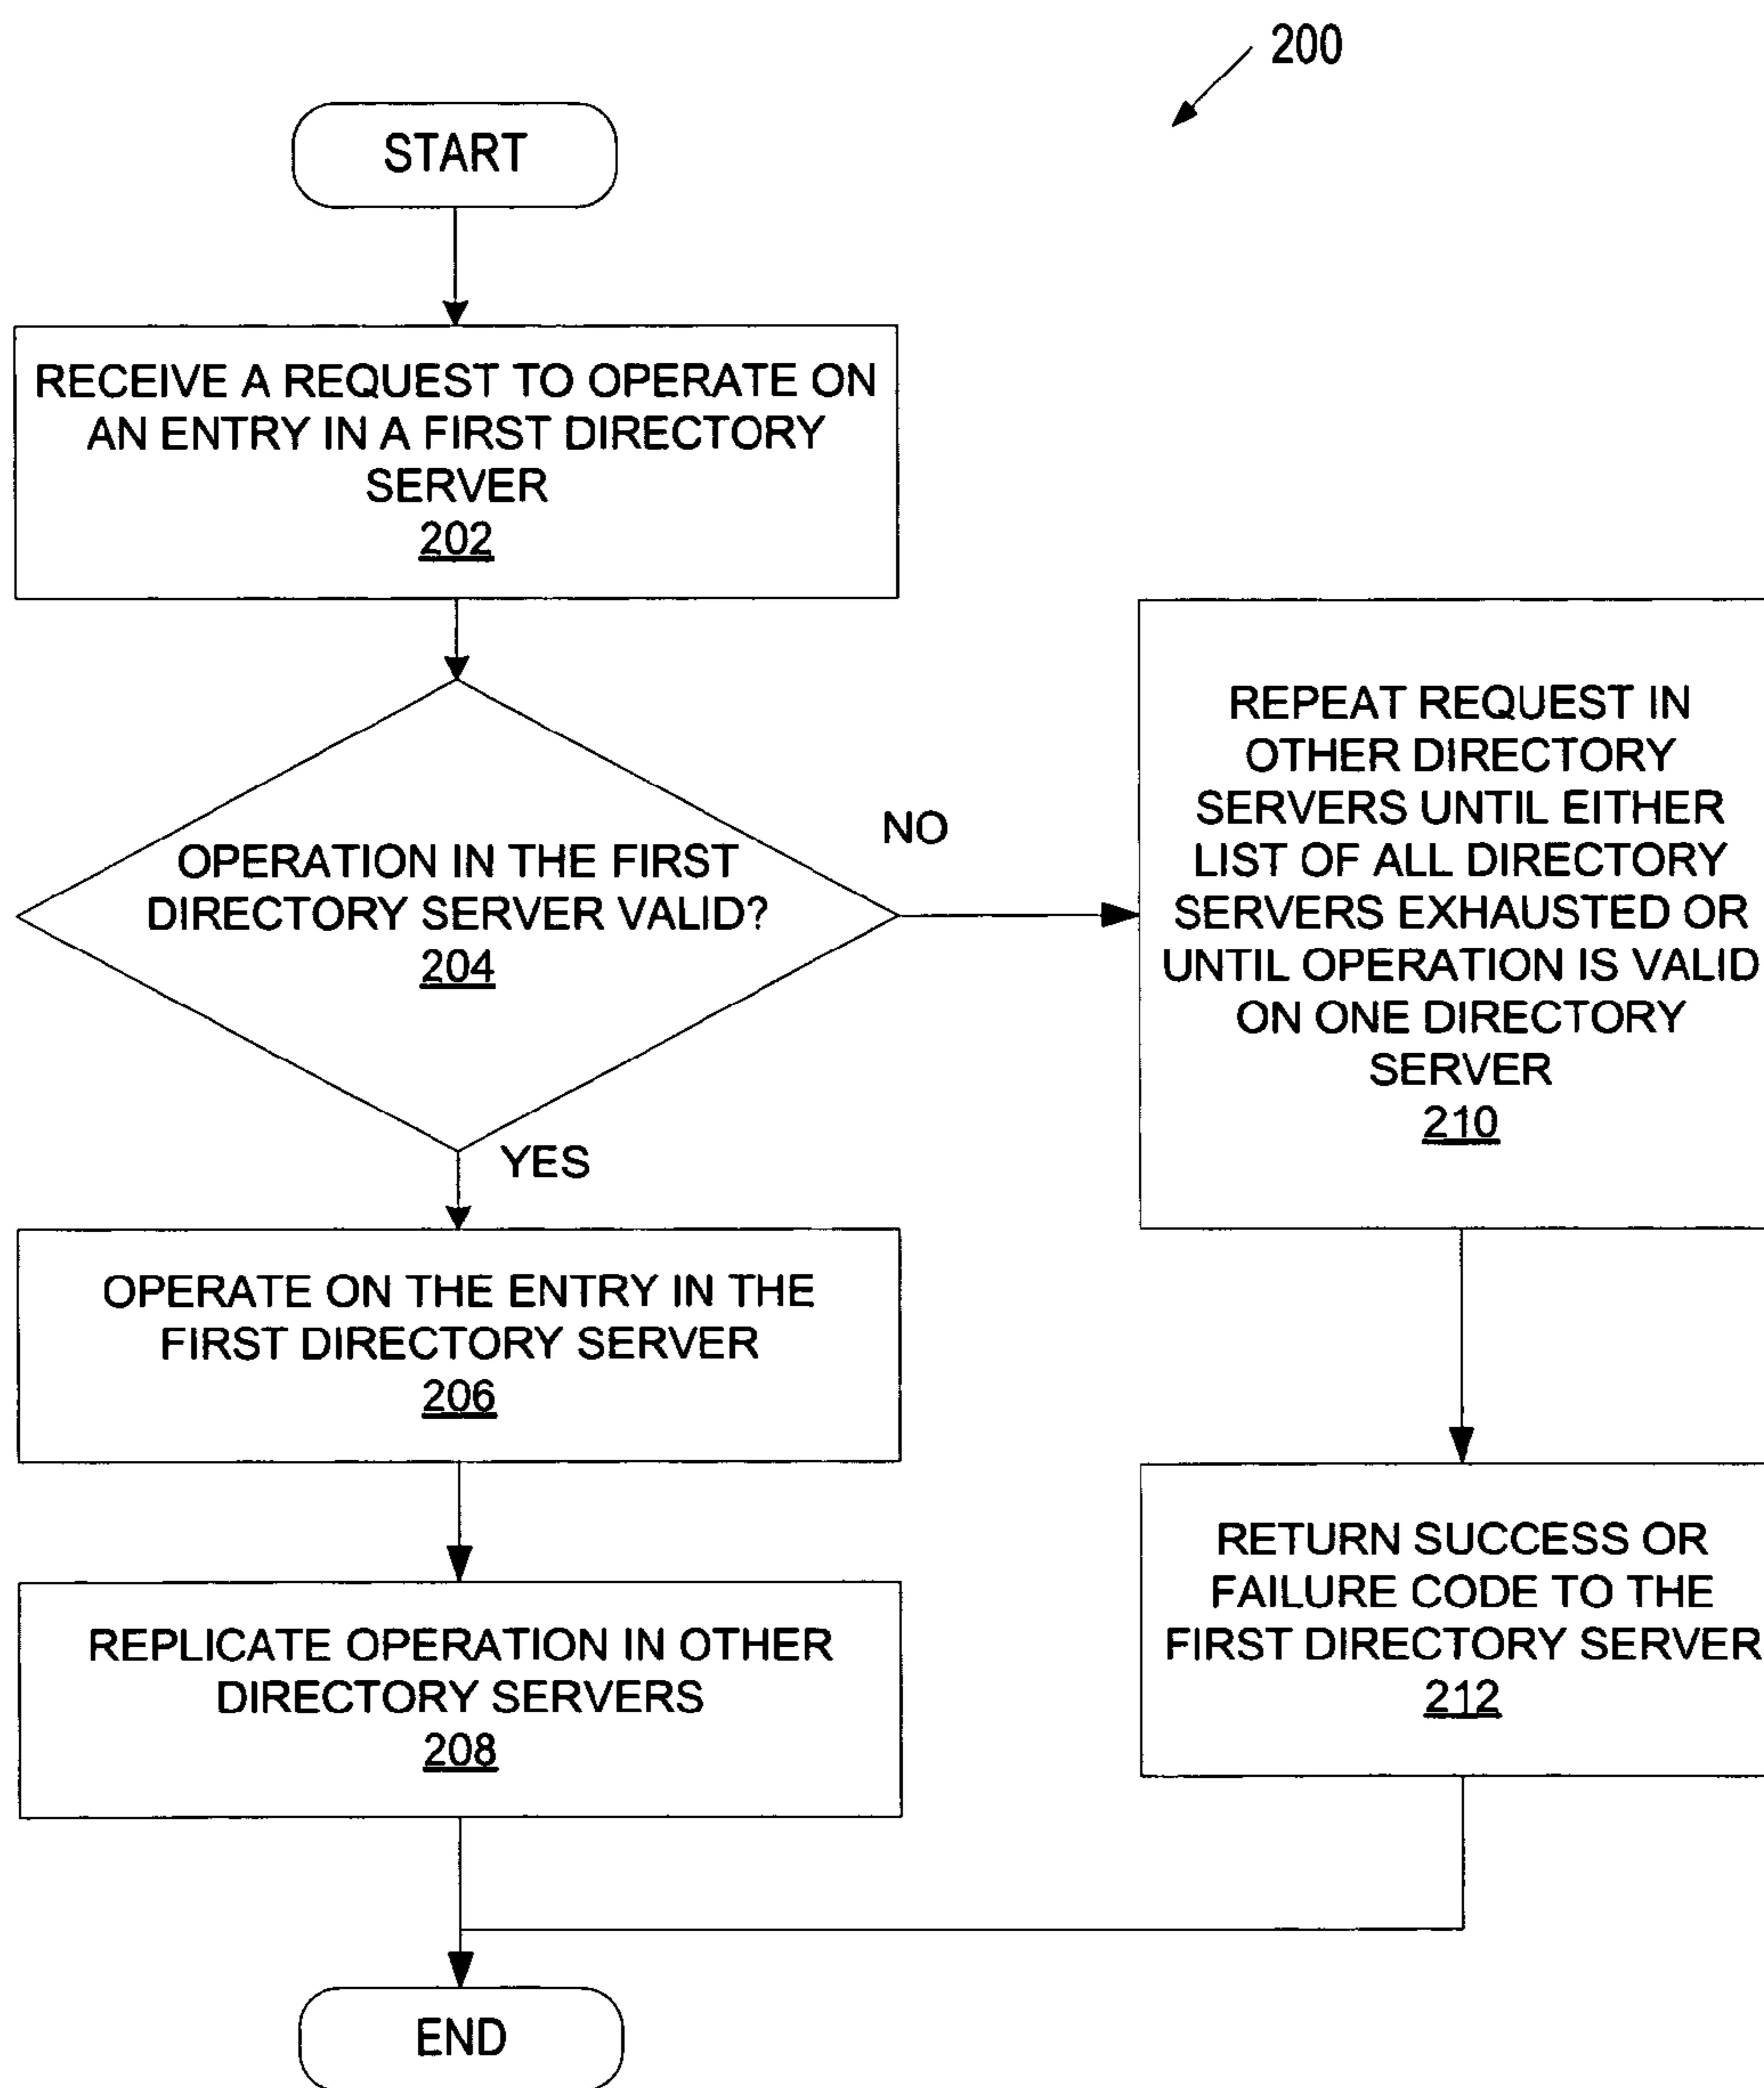 200
START
RECEIVE A REQUEST TO OPERATE ON
AN ENTRY IN A FIRST DIRECTORY
SERVER
202
OPERATION IN THE FIRST
DIRECTORY SERVER VALID?
204
NO
YES
REPEAT REQUEST IN
OTHER DIRECTORY
SERVERS UNTIL EITHER
LIST OF ALL DIRECTORY
SERVERS EXHAUSTED OR
UNTIL OPERATION IS VALID
ON ONE DIRECTORY
SERVER
210
OPERATE ON THE ENTRY IN THE
FIRST DIRECTORY SERVER
206
REPLICATE OPERATION IN OTHER
DIRECTORY SERVERS
208
RETURN SUCCESS OR
FAILURE CODE TO THE
FIRST DIRECTORY SERVER
212
END